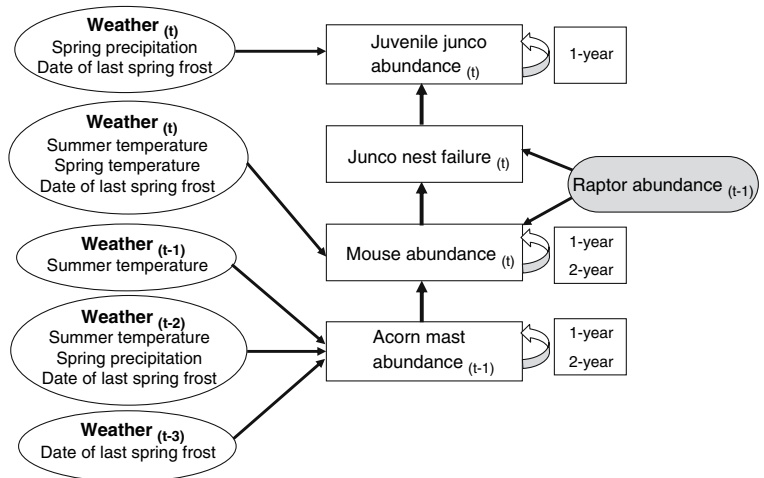 Weather (t)
Spring precipitation
Date of last spring frost
Juvenile junco
abundance (t)
1-year
Weather (t)
Summer temperature
Spring temperature
Date of last spring frost
Junco nest failure (t)
Raptor abundance (t-1)
Weather (t-1)
Summer temperature
Mouse abundance (t)
1-year
2-year
Weather (t-2)
Summer temperature
Spring precipitation
Date of last spring frost
Acorn mast
abundance (t-1)
1-year
2-year
Weather (t-3)
Date of last spring frost